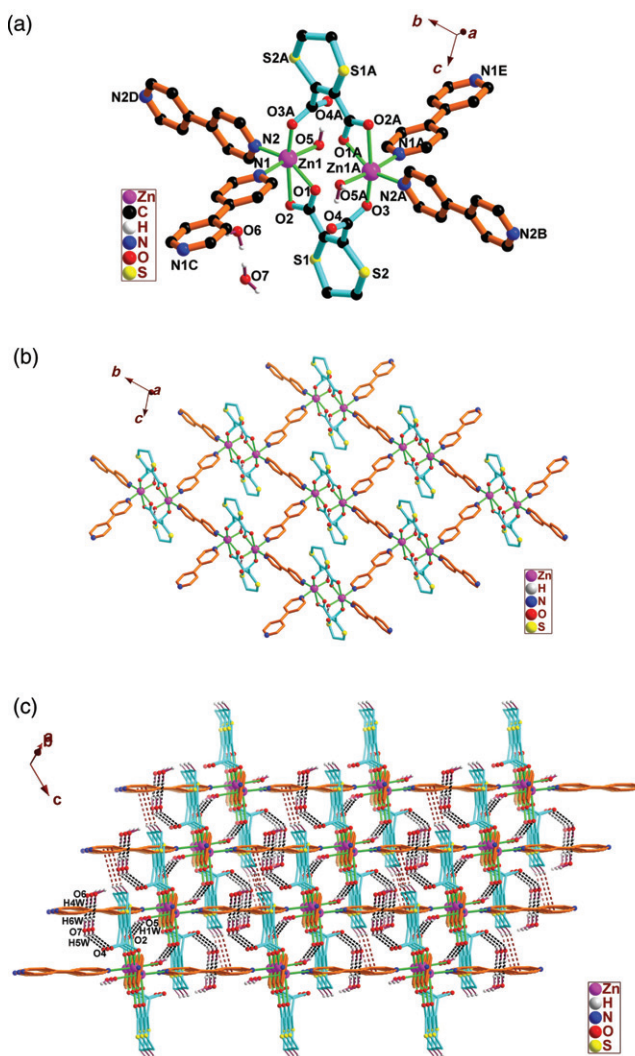 (a)
b
a
c
S2A
S1A
N1E
N2D
O3A
O4A
O2A
N2
O5
O1A
N1A
N1
Zn1
Zn1A
O1
O5A
N2A
O2
O4
O3
O6
N2B
N1C
S1
S2
O7
Zn
C
H
N
O
S
(b)
b
a
c
Zn
H
N
O
S
(c)
a
b
c
O6
H4W
H6W
O7
H5W
O4
O5
H1W
O2
Zn
H
N
O
S